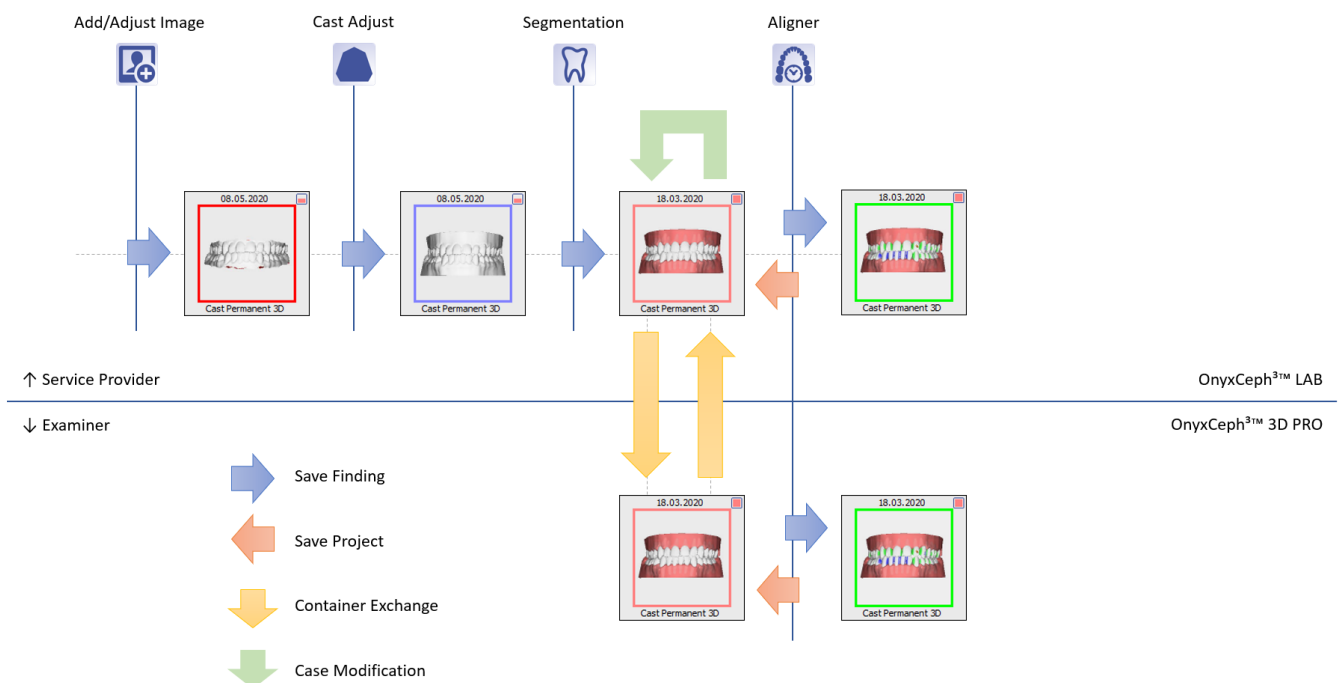 Add/Adjust Image
Cast Adjust
Segmentation
Aligner
08.05.2020
Cast Permanent 3D
08.05.2020
Cast Permanent 3D
18.03.2020
Cast Permanent 3D
18.03.2020
Cast Permanent 3D
↑ Service Provider
OnyxCeph³™ LAB
↓ Examiner
OnyxCeph³™ 3D PRO
Save Finding
Save Project
Container Exchange
Case Modification
18.03.2020
Cast Permanent 3D
18.03.2020
Cast Permanent 3D